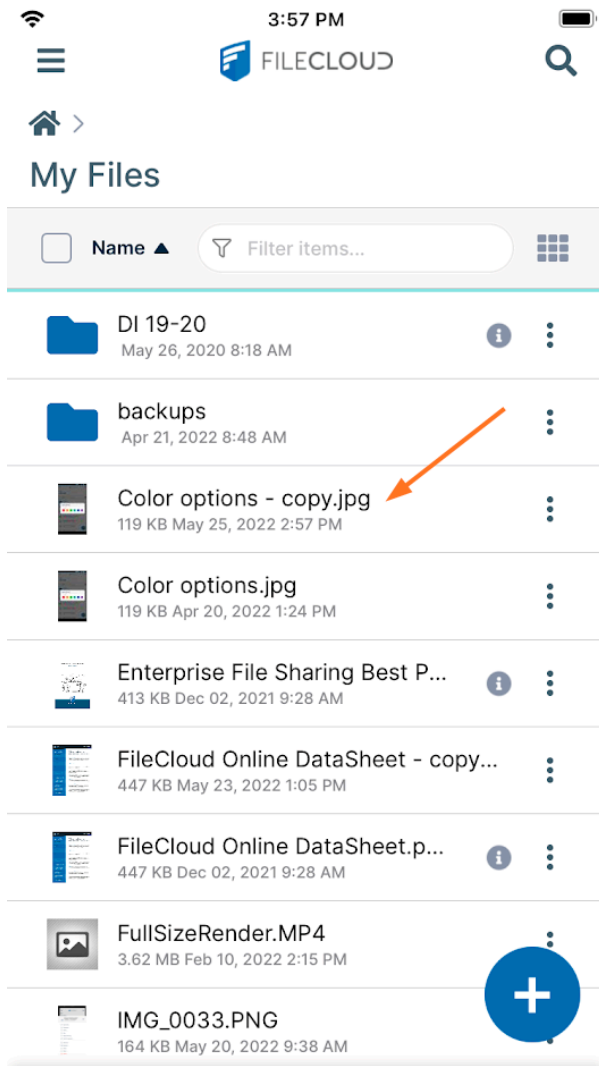 3:57 PM
FILECLOUD
My Files
Name ▲ Filter items...
DI 19-20
May 26, 2020 8:18 AM
backups
Apr 21, 2022 8:48 AM
Color options - copy.jpg
119 KB May 25, 2022 2:57 PM
Color options.jpg
119 KB Apr 20, 2022 1:24 PM
Enterprise File Sharing Best P...
413 KB Dec 02, 2021 9:28 AM
FileCloud Online DataSheet - copy...
447 KB May 23, 2022 1:05 PM
FileCloud Online DataSheet.p...
447 KB Dec 02, 2021 9:28 AM
FullSizeRender.MP4
3.62 MB Feb 10, 2022 2:15 PM
IMG_0033.PNG
164 KB May 20, 2022 9:38 AM